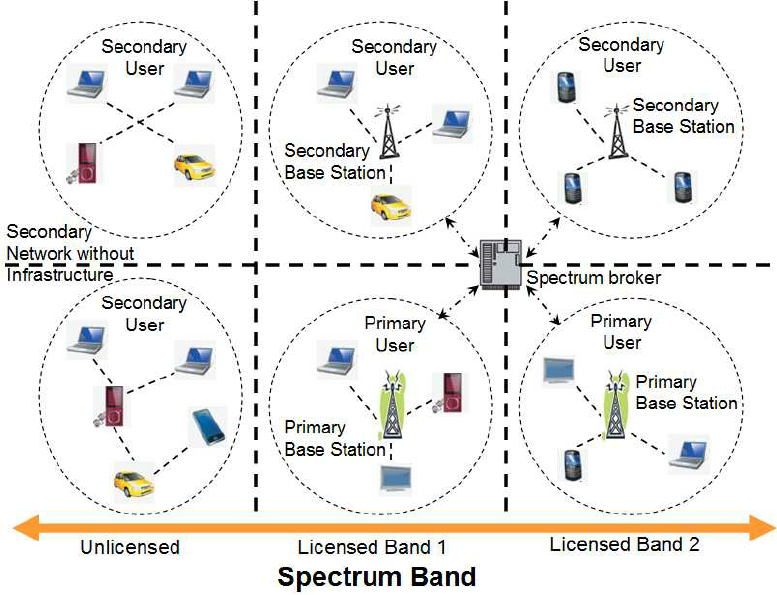 Secondary
User
Secondary
User
Secondary
Base Station
Secondary
User
Secondary
Base Station
Secondary
Network without
Infrastructure
Spectrum broker
Secondary
User
Primary
User
Primary
Base Station
Primary
User
Primary
Base Station
Unlicensed
Licensed Band 1
Licensed Band 2
Spectrum Band